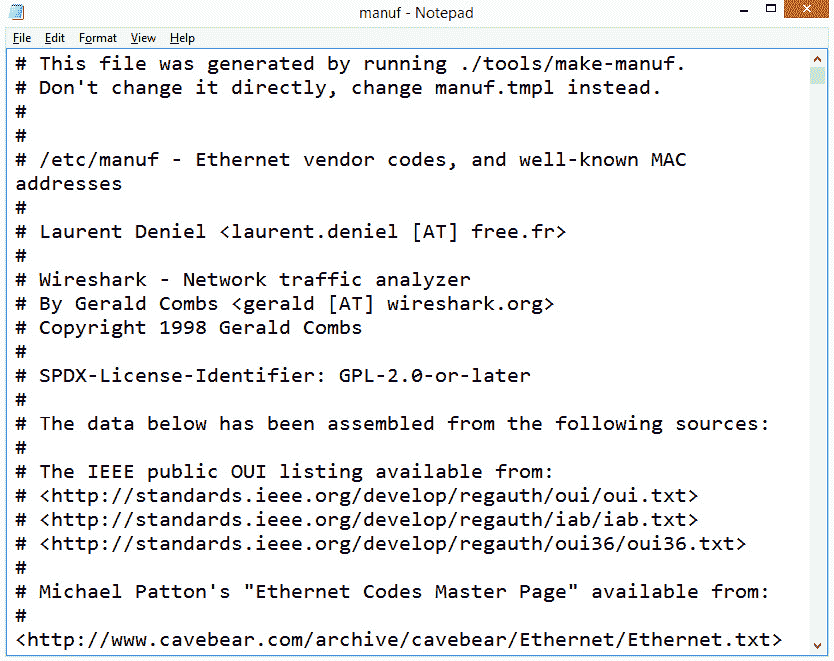 manuf - Notepad
File Edit Format View Help
# This file was generated by running ./tools/make-manuf.
# Don't change it directly, change manuf.tmpl instead.
#
#
# /etc/manuf - Ethernet vendor codes, and well-known MAC
addresses
#
# Laurent Deniel <laurent.deniel [AT] free.fr>
#
# Wireshark - Network traffic analyzer
# By Gerald Combs <gerald [AT] wireshark.org>
# Copyright 1998 Gerald Combs
#
# SPDX-License-Identifier: GPL-2.0-or-later
#
# The data below has been assembled from the following sources:
#
# The IEEE public OUI listing available from:
# <http://standards.ieee.org/develop/regauth/oui/oui.txt>
# <http://standards.ieee.org/develop/regauth/iab/iab.txt>
# <http://standards.ieee.org/develop/regauth/oui36/oui36.txt>
#
# Michael Patton's "Ethernet Codes Master Page" available from:
#
<http://www.cavebear.com/archive/cavebear/Ethernet/Ethernet.txt>